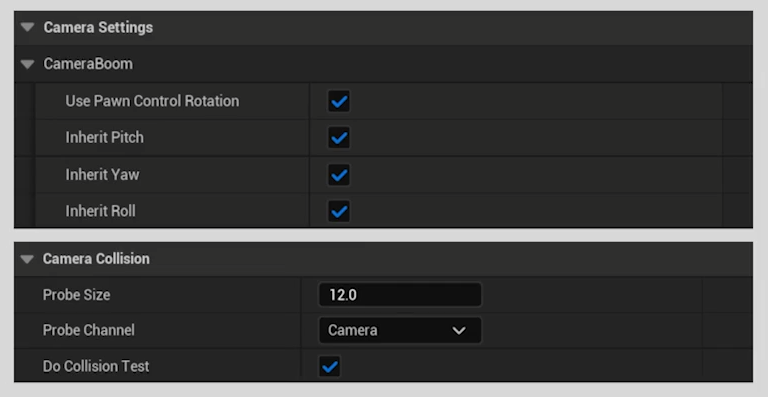 Camera Settings
CameraBoom
Use Pawn Control Rotation
Inherit Pitch
Inherit Yaw
Inherit Roll
Camera Collision
Probe Size 12.0
Probe Channel Camera
Do Collision Test